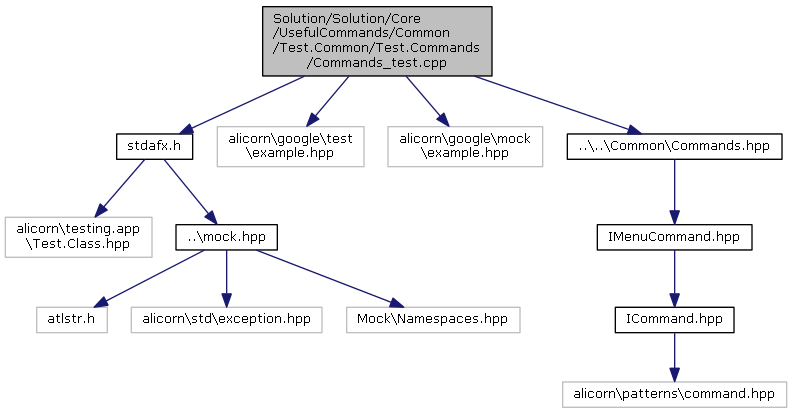 Solution/Solution/Core
/UsefulCommands/Common
/Test.Common/Test.Commands
/Commands_test.cpp
stdafx.h
alicorn\google\test
\example.hpp
alicorn\google\mock
\example.hpp
..\..\Common\Commands.hpp
alicorn\testing.app
\Test.Class.hpp
..\mock.hpp
IMenuCommand.hpp
atlstr.h
alicorn\std\exception.hpp
Mock\Namespaces.hpp
ICommand.hpp
alicorn\patterns\command.hpp